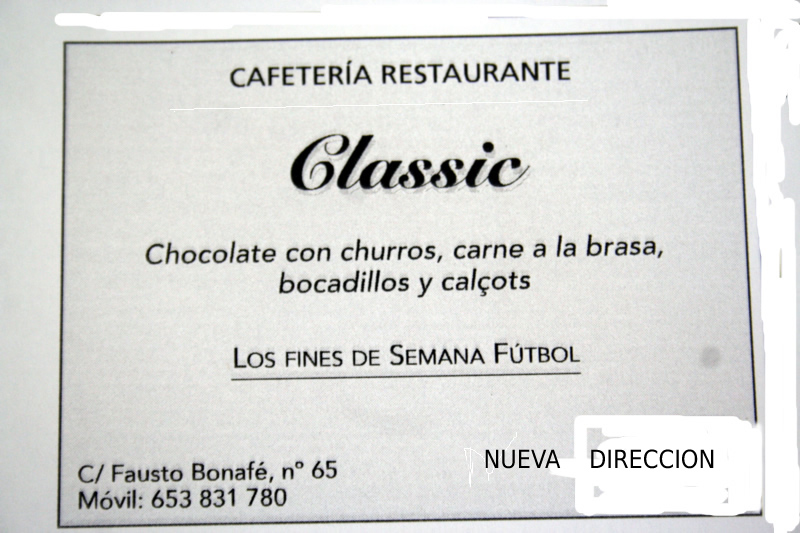 CAFETERÍA RESTAURANTE
Classic
Chocolate con churros, carne a la brasa,
bocadillos y calçots
LOS FINES DE SEMANA FÚTBOL
NUEVA DIRECCION
C/ Fausto Bonafé, nº 65
Móvil: 653 831 780